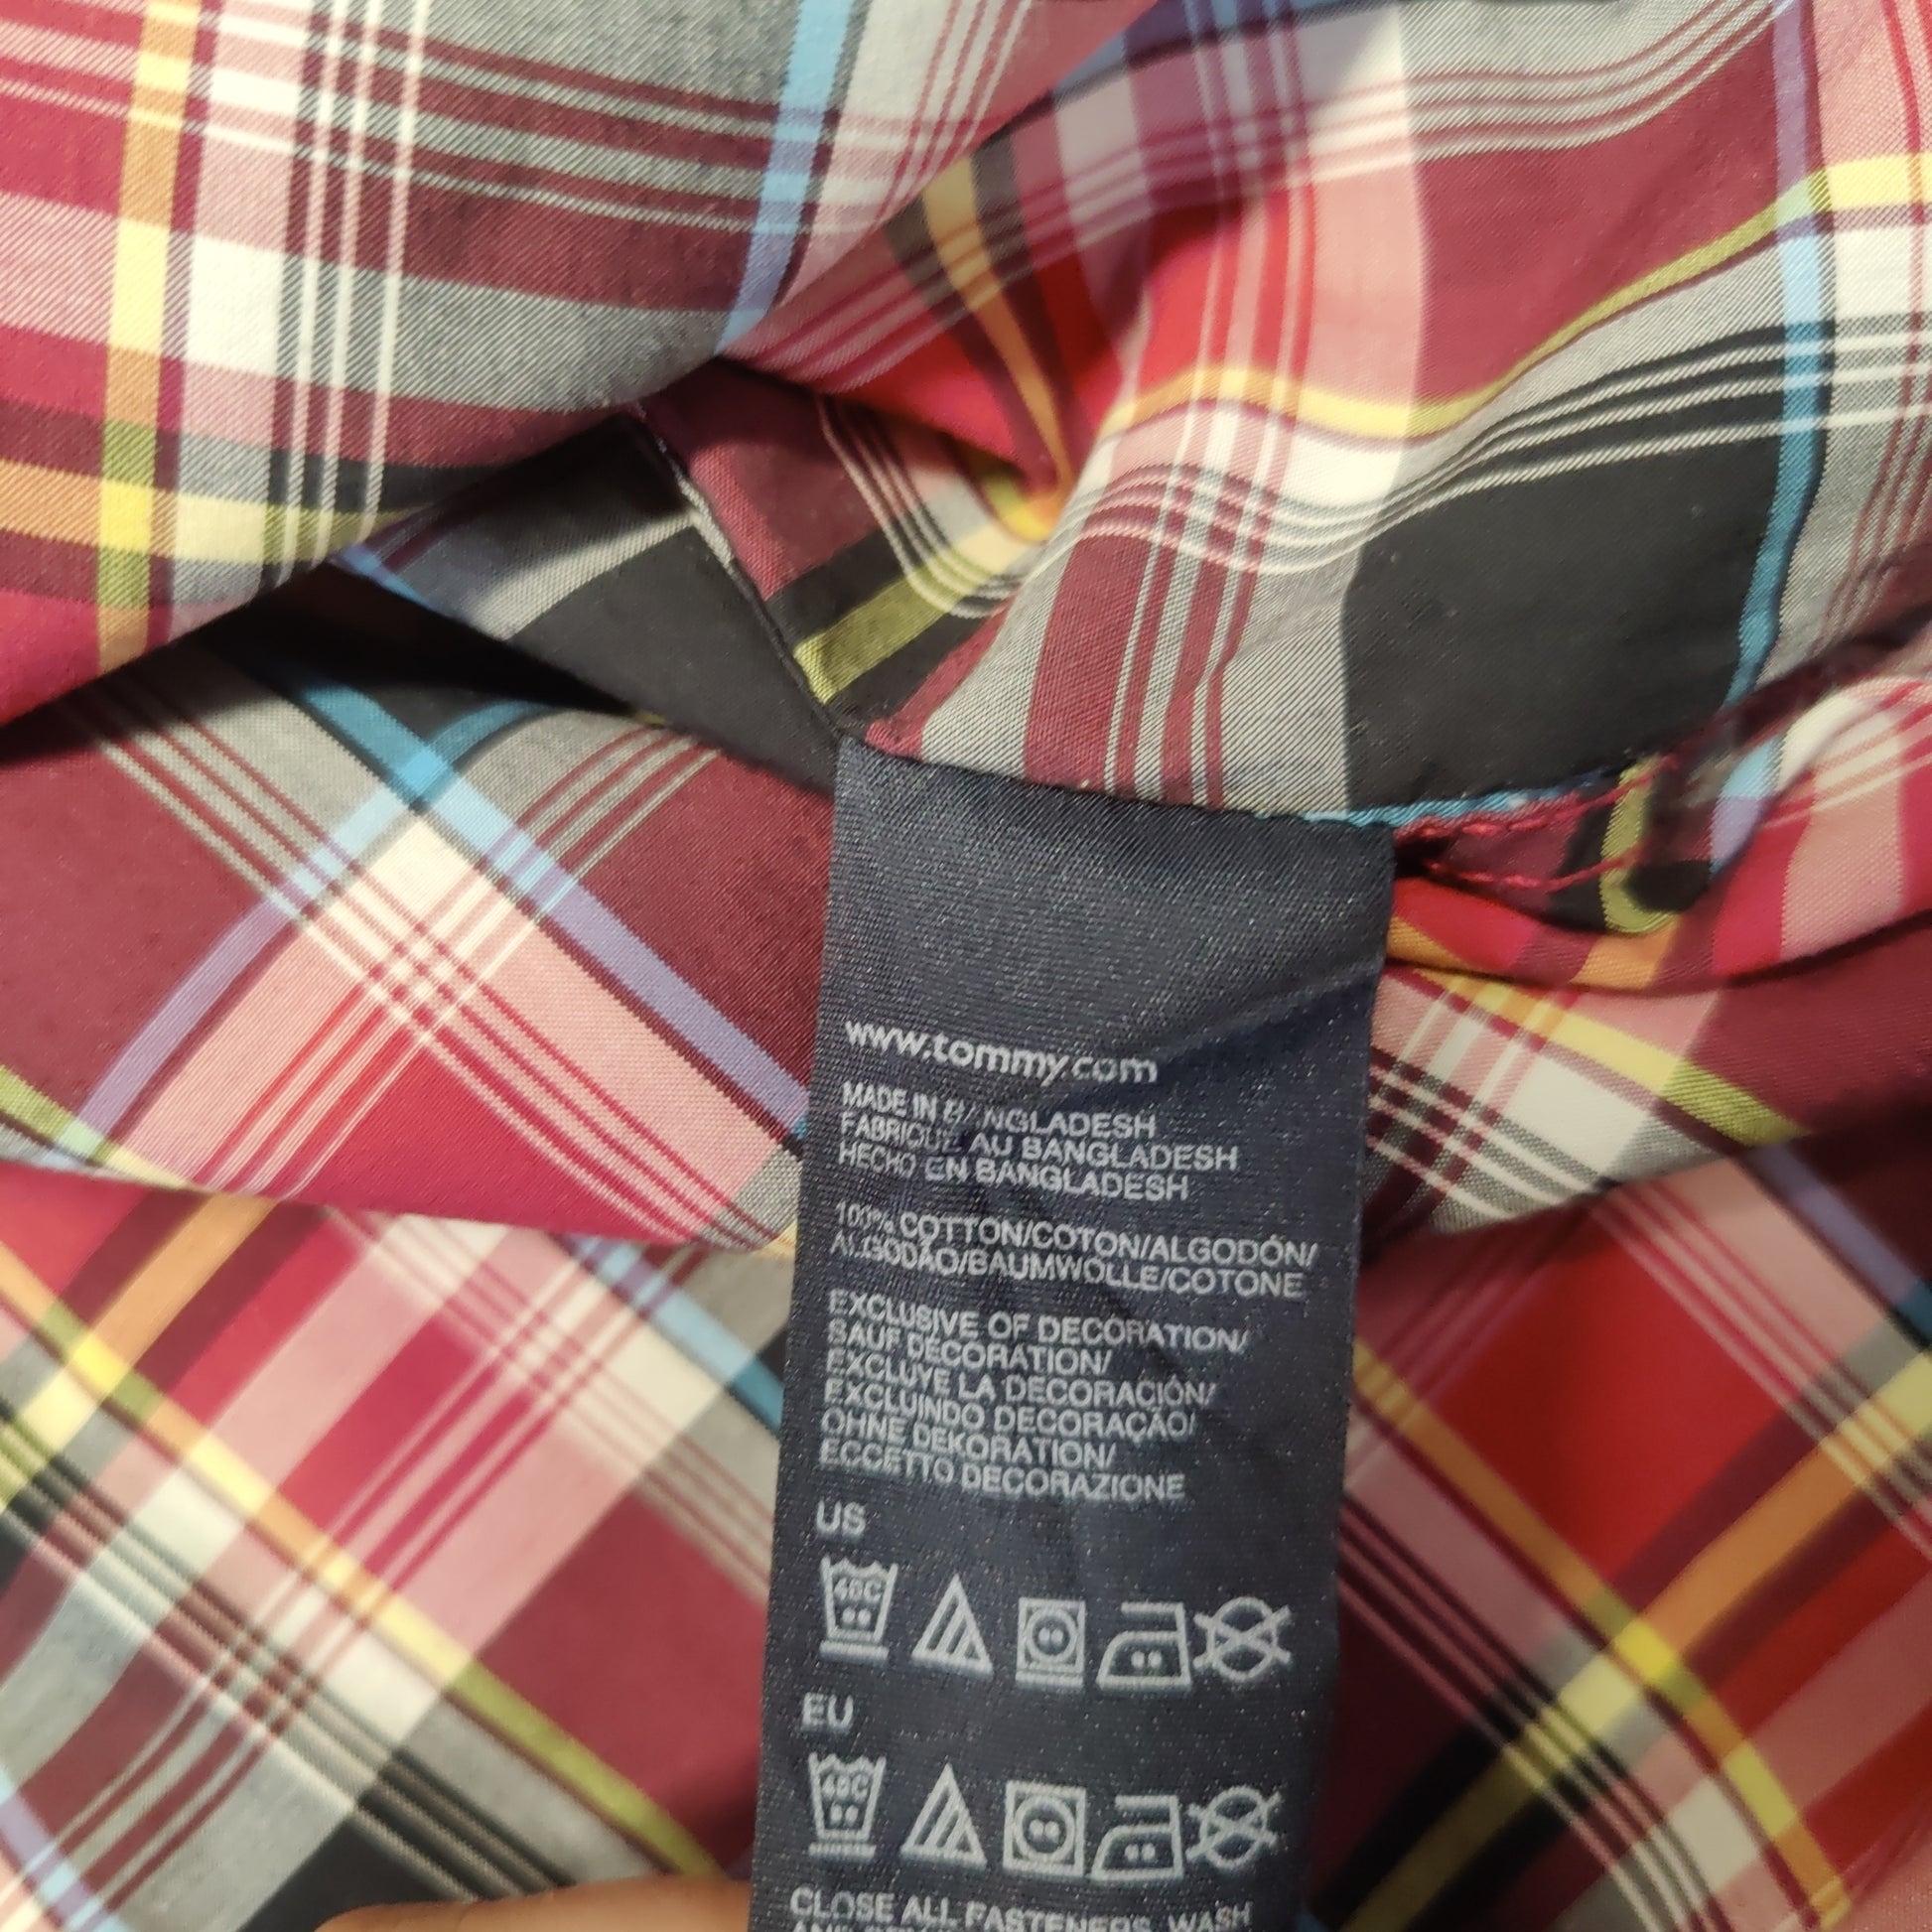 www.tommy.com
MADE IN BANGLADESH
FABRIQUÉ AU BANGLADESH
HECHO EN BANGLADESH
100% COTTON/COTON/ALGODÓN/
ALGODÃO/BAUMWOLLE/COTONE
EXCLUSIVE OF DECORATION/
SAUF DÉCORATION/
EXCLUYE LA DECORACIÓN/
EXCLUINDO DECORAÇÃO/
OHNE DEKORATION/
ECCETTO DECORAZIONE
US
40C
EU
40C
CLOSE ALL FASTENERS, WASH